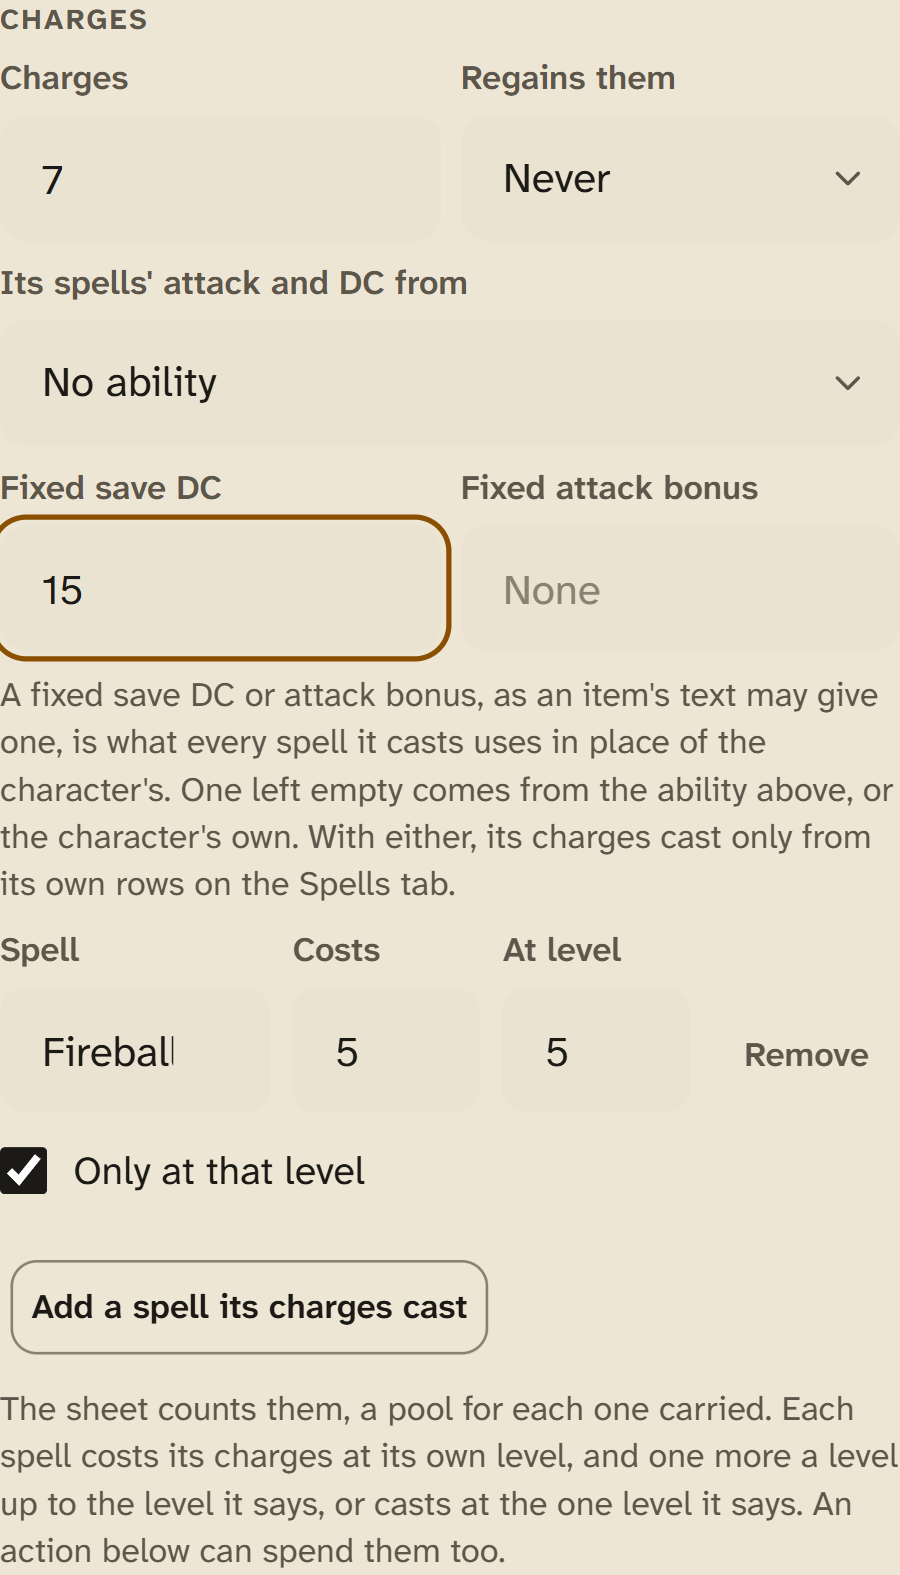 CHARGES
Charges
Regains them
7
Never
Its spells' attack and DC from
No ability
Fixed save DC
Fixed attack bonus
15
None
A fixed save DC or attack bonus, as an item's text may give
one, is what every spell it casts uses in place of the
character's. One left empty comes from the ability above, or
the character's own. With either, its charges cast only from
its own rows on the Spells tab.
Spell
Costs
At level
Fireball
5
5
Remove
Only at that level
Add a spell its charges cast
The sheet counts them, a pool for each one carried. Each
spell costs its charges at its own level, and one more a level
up to the level it says, or casts at the one level it says. An
action below can spend them too.